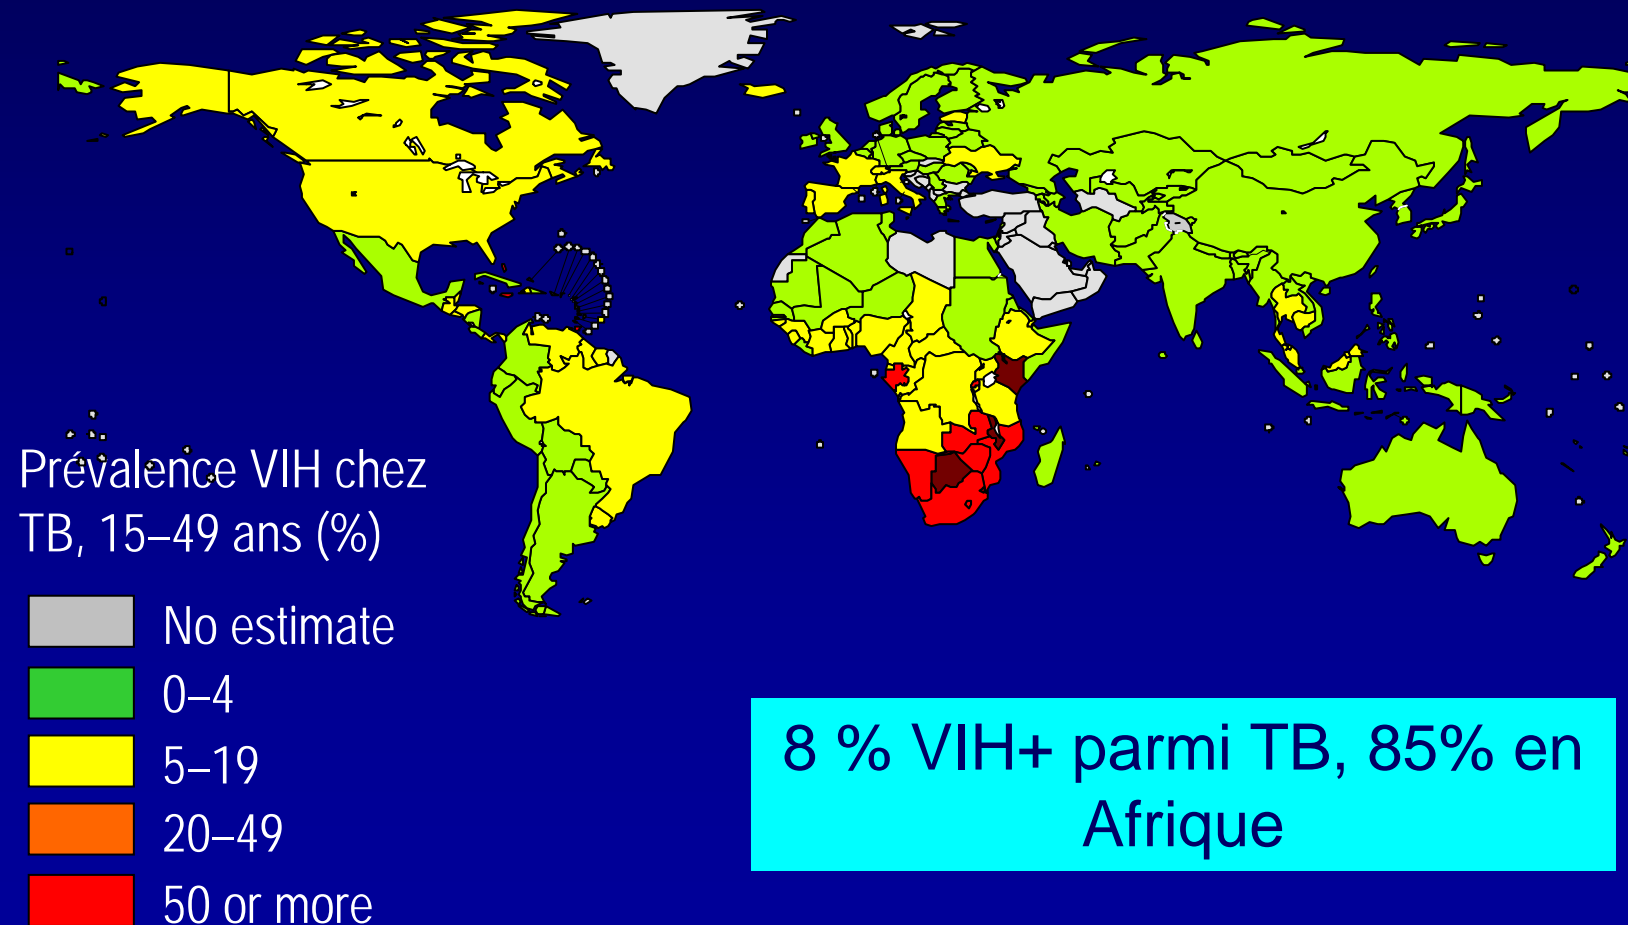 Prévalence VIH chez
TB, 15–49 ans (%)
No estimate
0–4
5–19
20–49
50 or more
8 % VIH+ parmi TB, 85% en
Afrique